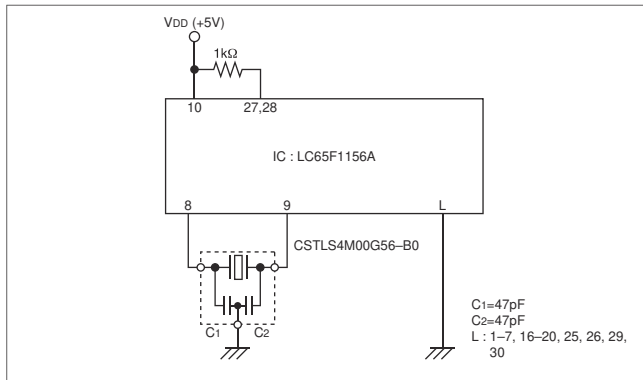 VDD (+5V)
1kΩ
10
27,28
IC : LC65F1156A
8
9
L
CSTLS4M00G56–B0
C1
C2
C1=47pF
C2=47pF
L : 1–7, 16–20, 25, 26, 29,
30